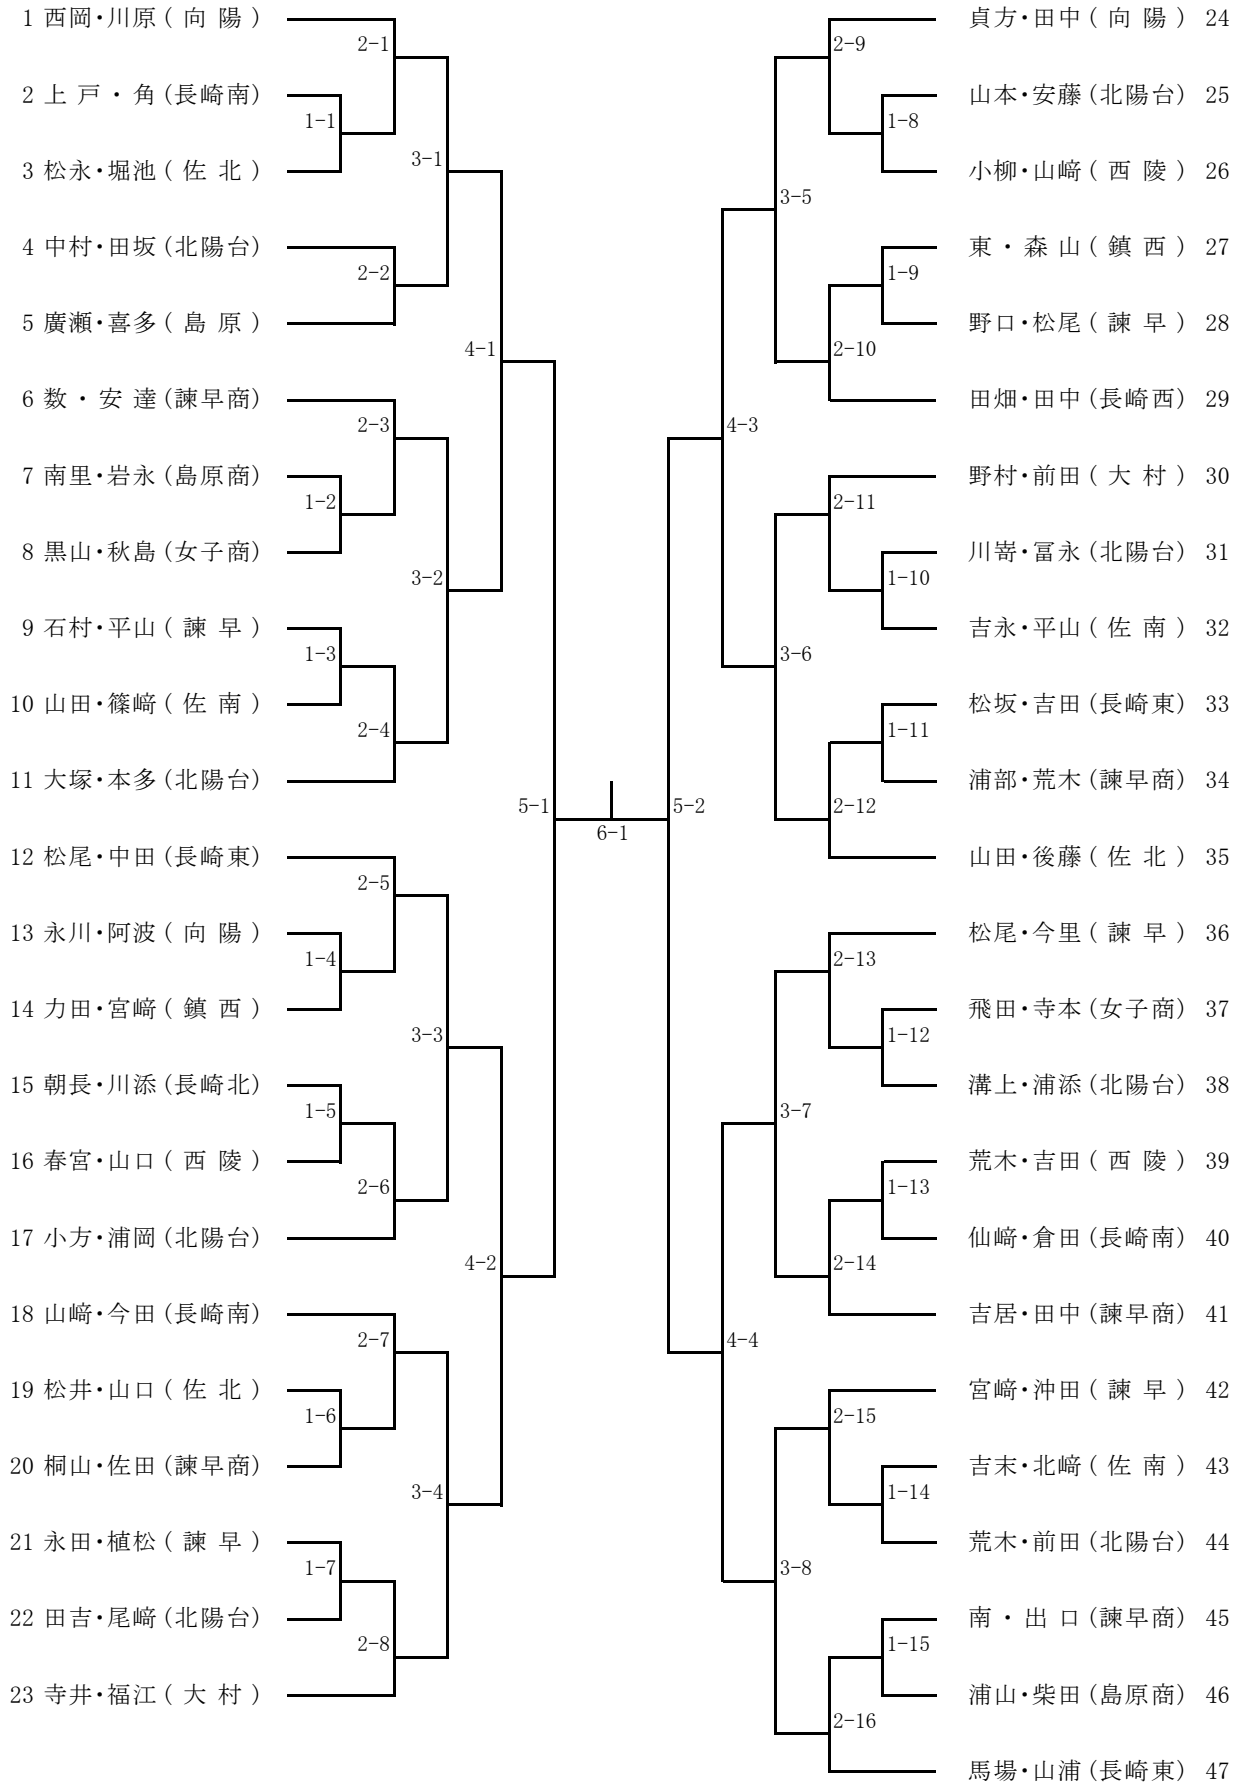 1 西岡・川原 ( 向 陽 )
2-1
2 上 戸 ・ 角 (長崎南)
1-1
3 松永・堀池 ( 佐 北 )
3-1
4 中村・田坂 (北陽台)
2-2
5 廣瀬・喜多 ( 島 原 )
4-1
6 数 ・ 安 達 (諫早商)
2-3
7 南里・岩永 (島原商)
1-2
8 黒山・秋島 (女子商)
3-2
9 石村・平山 ( 諫 早 )
1-3
10 山田・篠﨑 ( 佐 南 )
2-4
11 大塚・本多 (北陽台)
5-1
12 松尾・中田 (長崎東)
2-5
13 永川・阿波 ( 向 陽 )
1-4
14 力田・宮﨑 ( 鎮 西 )
3-3
15 朝長・川添 (長崎北)
1-5
16 春宮・山口 ( 西 陵 )
2-6
17 小方・浦岡 (北陽台)
4-2
18 山﨑・今田 (長崎南)
2-7
19 松井・山口 ( 佐 北 )
1-6
20 桐山・佐田 (諫早商)
3-4
21 永田・植松 ( 諫 早 )
1-7
22 田吉・尾﨑 (北陽台)
2-8
23 寺井・福江 ( 大 村 )
6-1
貞方・田中 ( 向 陽 ) 24
2-9
山本・安藤 (北陽台) 25
1-8
小柳・山﨑 ( 西 陵 ) 26
3-5
東 ・ 森 山 ( 鎮 西 ) 27
1-9
野口・松尾 ( 諫 早 ) 28
2-10
田畑・田中 (長崎西) 29
4-3
野村・前田 ( 大 村 ) 30
2-11
川嵜・冨永 (北陽台) 31
1-10
吉永・平山 ( 佐 南 ) 32
3-6
松坂・吉田 (長崎東) 33
1-11
浦部・荒木 (諫早商) 34
5-2
2-12
山田・後藤 ( 佐 北 ) 35
松尾・今里 ( 諫 早 ) 36
2-13
飛田・寺本 (女子商) 37
1-12
溝上・浦添 (北陽台) 38
3-7
荒木・吉田 ( 西 陵 ) 39
1-13
仙﨑・倉田 (長崎南) 40
2-14
吉居・田中 (諫早商) 41
4-4
宮﨑・沖田 ( 諫 早 ) 42
2-15
吉末・北﨑 ( 佐 南 ) 43
1-14
荒木・前田 (北陽台) 44
3-8
南 ・ 出 口 (諫早商) 45
1-15
浦山・柴田 (島原商) 46
2-16
馬場・山浦 (長崎東) 47